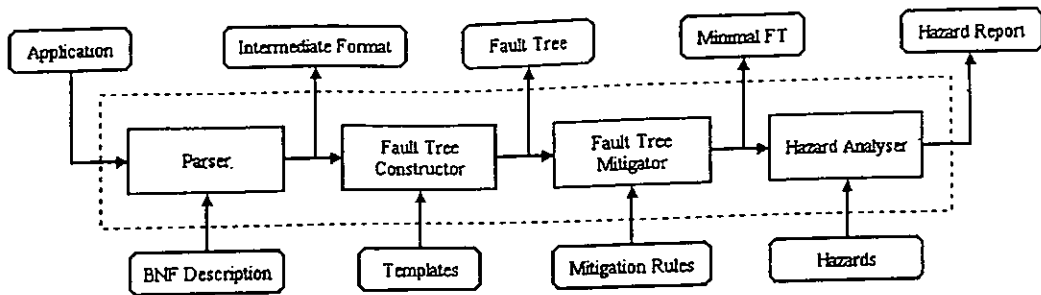 Application
Intermediate Format
Fault Tree
Minimal FT
Hazard Report
Parser
Fault Tree
Constructor
Fault Tree
Mitigator
Hazard Analyser
BNF Description
Templates
Mitigation Rules
Hazards